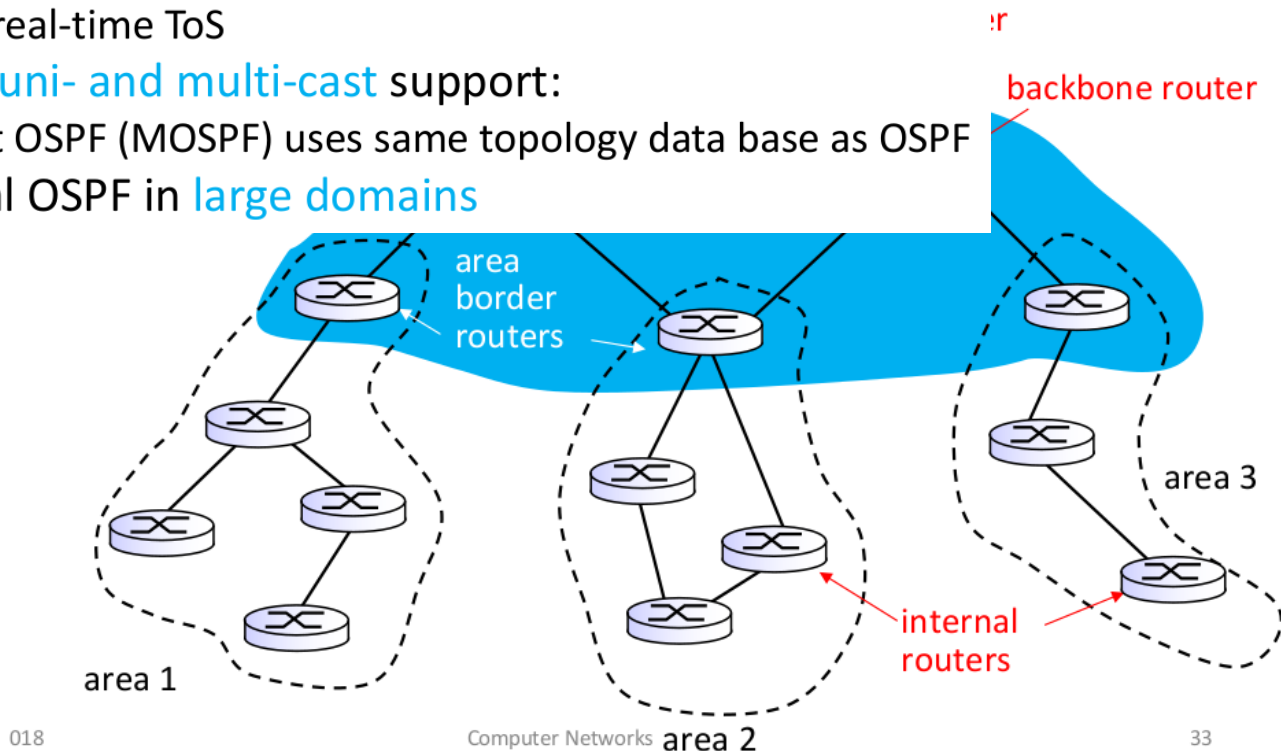 real-time ToS
er
uni- and multi-cast support:
backbone router
OSPF (MOSPF) uses same topology data base as OSPF
OSPF in large domains
area
border
routers
area 3
internal
routers
area 1
018
Computer Networks
area 2
33